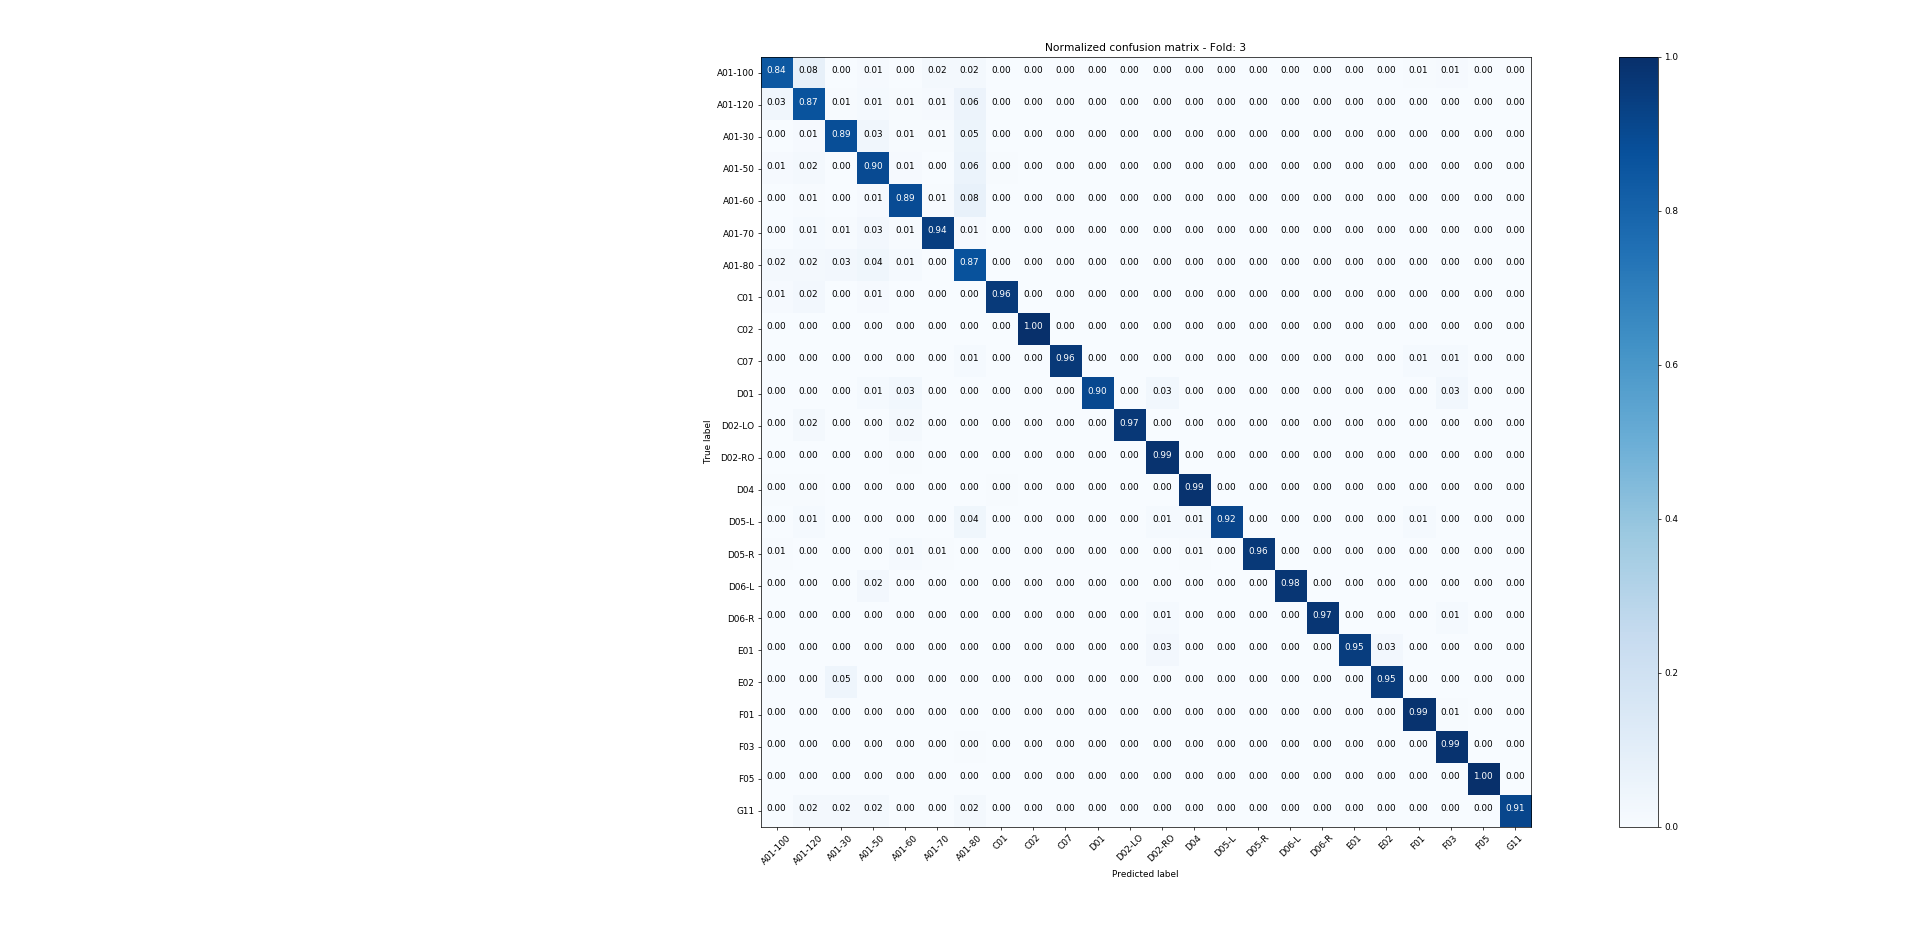 Normalized confusion matrix - Fold: 3
A01-100 0.84 0.08 0.00 0.01 0.00 0.02 0.02 0.00 0.00 0.00 0.00 0.00 0.00 0.00 0.00 0.00 0.00 0.00 0.00 0.00 0.01 0.01 0.00 0.00
A01-120 0.03 0.87 0.01 0.01 0.01 0.01 0.06 0.00 0.00 0.00 0.00 0.00 0.00 0.00 0.00 0.00 0.00 0.00 0.00 0.00 0.00 0.00 0.00 0.00
A01-30 0.00 0.01 0.89 0.03 0.01 0.01 0.05 0.00 0.00 0.00 0.00 0.00 0.00 0.00 0.00 0.00 0.00 0.00 0.00 0.00 0.00 0.00 0.00 0.00
A01-50 0.01 0.02 0.00 0.90 0.01 0.00 0.06 0.00 0.00 0.00 0.00 0.00 0.00 0.00 0.00 0.00 0.00 0.00 0.00 0.00 0.00 0.00 0.00 0.00
A01-60 0.00 0.01 0.00 0.01 0.89 0.01 0.08 0.00 0.00 0.00 0.00 0.00 0.00 0.00 0.00 0.00 0.00 0.00 0.00 0.00 0.00 0.00 0.00 0.00
A01-70 0.00 0.01 0.01 0.03 0.01 0.94 0.01 0.00 0.00 0.00 0.00 0.00 0.00 0.00 0.00 0.00 0.00 0.00 0.00 0.00 0.00 0.00 0.00 0.00
A01-80 0.02 0.02 0.03 0.04 0.01 0.00 0.87 0.00 0.00 0.00 0.00 0.00 0.00 0.00 0.00 0.00 0.00 0.00 0.00 0.00 0.00 0.00 0.00 0.00
C01 0.01 0.02 0.00 0.01 0.00 0.00 0.00 0.96 0.00 0.00 0.00 0.00 0.00 0.00 0.00 0.00 0.00 0.00 0.00 0.00 0.00 0.00 0.00 0.00
C02 0.00 0.00 0.00 0.00 0.00 0.00 0.00 0.00 1.00 0.00 0.00 0.00 0.00 0.00 0.00 0.00 0.00 0.00 0.00 0.00 0.00 0.00 0.00 0.00
C07 0.00 0.00 0.00 0.00 0.00 0.00 0.01 0.00 0.00 0.96 0.00 0.00 0.00 0.00 0.00 0.00 0.00 0.00 0.00 0.00 0.01 0.01 0.00 0.00
D01 0.00 0.00 0.00 0.01 0.03 0.00 0.00 0.00 0.00 0.00 0.90 0.00 0.03 0.00 0.00 0.00 0.00 0.00 0.00 0.00 0.00 0.03 0.00 0.00
D02-LO 0.00 0.02 0.00 0.00 0.02 0.00 0.00 0.00 0.00 0.00 0.00 0.97 0.00 0.00 0.00 0.00 0.00 0.00 0.00 0.00 0.00 0.00 0.00 0.00
D02-RO 0.00 0.00 0.00 0.00 0.00 0.00 0.00 0.00 0.00 0.00 0.00 0.00 0.99 0.00 0.00 0.00 0.00 0.00 0.00 0.00 0.00 0.00 0.00 0.00
D04 0.00 0.00 0.00 0.00 0.00 0.00 0.00 0.00 0.00 0.00 0.00 0.00 0.00 0.99 0.00 0.00 0.00 0.00 0.00 0.00 0.00 0.00 0.00 0.00
D05-L 0.00 0.01 0.00 0.00 0.00 0.00 0.04 0.00 0.00 0.00 0.00 0.00 0.01 0.01 0.92 0.00 0.00 0.00 0.00 0.00 0.01 0.00 0.00 0.00
D05-R 0.01 0.00 0.00 0.00 0.01 0.01 0.00 0.00 0.00 0.00 0.00 0.00 0.00 0.01 0.00 0.96 0.00 0.00 0.00 0.00 0.00 0.00 0.00 0.00
D06-L 0.00 0.00 0.00 0.02 0.00 0.00 0.00 0.00 0.00 0.00 0.00 0.00 0.00 0.00 0.00 0.00 0.98 0.00 0.00 0.00 0.00 0.00 0.00 0.00
D06-R 0.00 0.00 0.00 0.00 0.00 0.00 0.00 0.00 0.00 0.00 0.00 0.00 0.01 0.00 0.00 0.00 0.00 0.97 0.00 0.00 0.00 0.01 0.00 0.00
E01 0.00 0.00 0.00 0.00 0.00 0.00 0.00 0.00 0.00 0.00 0.00 0.00 0.03 0.00 0.00 0.00 0.00 0.00 0.95 0.03 0.00 0.00 0.00 0.00
E02 0.00 0.00 0.05 0.00 0.00 0.00 0.00 0.00 0.00 0.00 0.00 0.00 0.00 0.00 0.00 0.00 0.00 0.00 0.00 0.95 0.00 0.00 0.00 0.00
F01 0.00 0.00 0.00 0.00 0.00 0.00 0.00 0.00 0.00 0.00 0.00 0.00 0.00 0.00 0.00 0.00 0.00 0.00 0.00 0.00 0.99 0.01 0.00 0.00
F03 0.00 0.00 0.00 0.00 0.00 0.00 0.00 0.00 0.00 0.00 0.00 0.00 0.00 0.00 0.00 0.00 0.00 0.00 0.00 0.00 0.00 0.99 0.00 0.00
F05 0.00 0.00 0.00 0.00 0.00 0.00 0.00 0.00 0.00 0.00 0.00 0.00 0.00 0.00 0.00 0.00 0.00 0.00 0.00 0.00 0.00 0.00 1.00 0.00
G11 0.00 0.02 0.02 0.02 0.00 0.00 0.02 0.00 0.00 0.00 0.00 0.00 0.00 0.00 0.00 0.00 0.00 0.00 0.00 0.00 0.00 0.00 0.00 0.91
A01-100 A01-120 A01-30 A01-50 A01-60 A01-70 A01-80 C01 C02 C07 D01 D02-LO D02-RO D04 D05-L D05-R D06-L D06-R E01 E02 F01 F03 F05 G11
Predicted label
True label
1.0
0.8
0.6
0.4
0.2
0.0